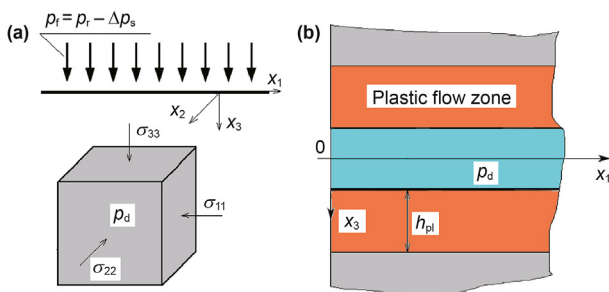 (a)
p_f = p_r − Δp_s
x_1
x_2
x_3
σ_33
p_d
σ_11
σ_22
(b)
Plastic flow zone
0
p_d
x_1
x_3
h_pl